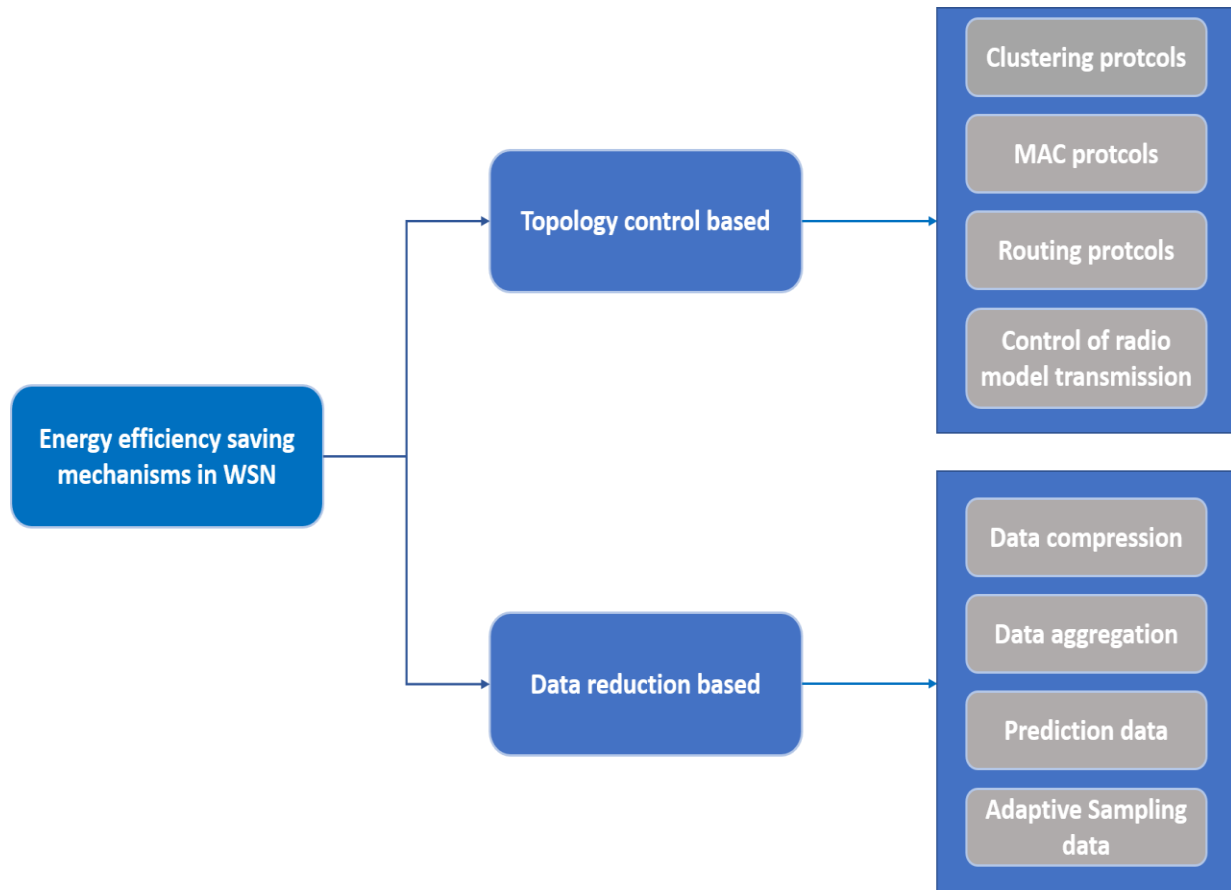 Energy efficiency saving
mechanisms in WSN
Topology control based
Clustering protcols
MAC protcols
Routing protcols
Control of radio
model transmission
Data reduction based
Data compression
Data aggregation
Prediction data
Adaptive Sampling
data